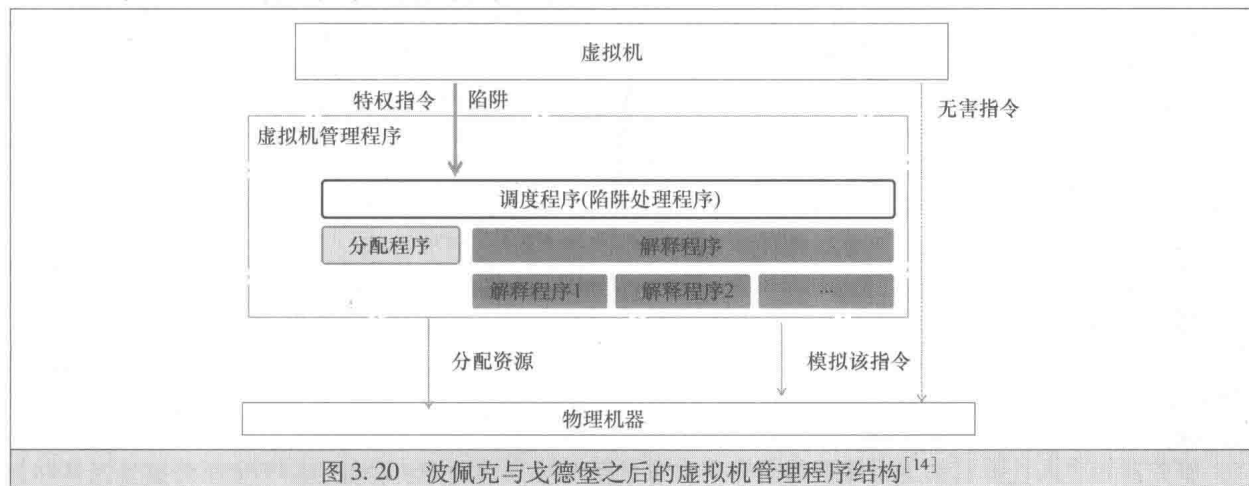 虚拟机
特权指令 陷阱
无害指令
虚拟机管理程序
调度程序(陷阱处理程序)
分配程序 解释程序
解释程序1 解释程序2 ...
分配资源 模拟该指令
物理机器
图 3.20 波佩克与戈德堡之后的虚拟机管理程序结构[14]